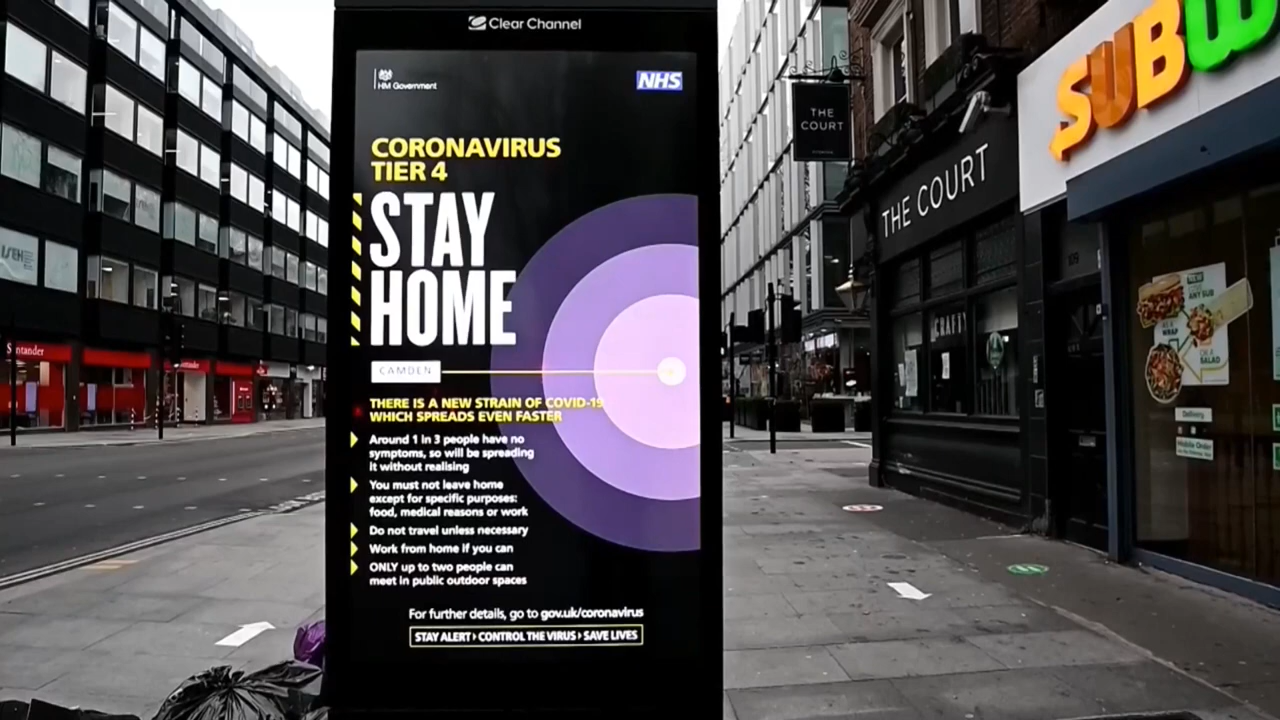 Clear Channel
HM Government
NHS
CORONAVIRUS
TIER 4
STAY
HOME
CAMDEN
THERE IS A NEW STRAIN OF COVID-19
WHICH SPREADS EVEN FASTER
Around 1 in 3 people have no
symptoms, so will be spreading
it without realising
You must not leave home
except for specific purposes:
food, medical reasons or work
Do not travel unless necessary
Work from home if you can
ONLY up to two people can
meet in public outdoor spaces
For further details, go to gov.uk/coronavirus
STAY ALERT › CONTROL THE VIRUS › SAVE LIVES
Santander
THE
COURT
THE COURT
CRAFT
109
SUBW
NEW
ANY SUB
AS A
WRAP
OR A
SALAD
Delivery
Mobile Order